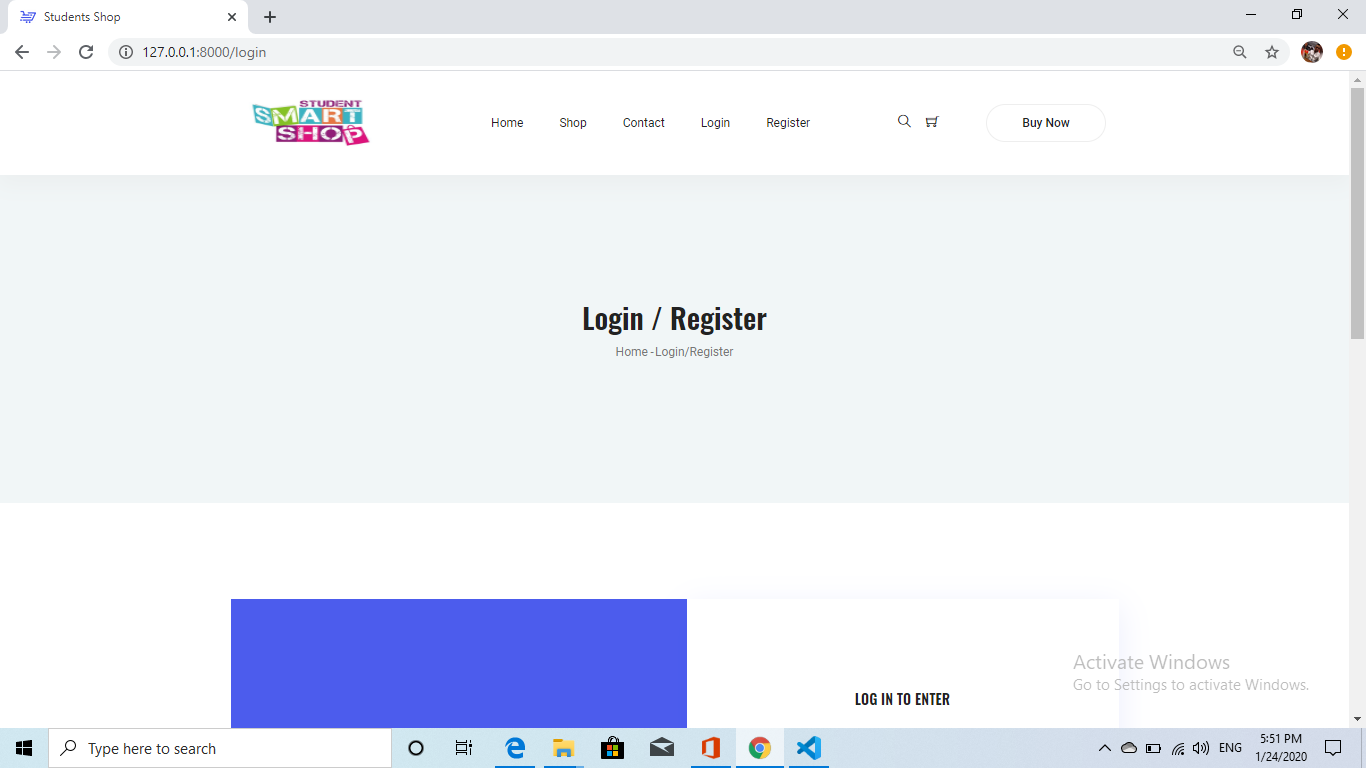 Students Shop
127.0.0.1:8000/login
STUDENT
SMART
SHOP
Home Shop Contact Login Register Buy Now
Login / Register
Home -Login/Register
LOG IN TO ENTER
Activate Windows
Go to Settings to activate Windows.
Type here to search
ENG
5:51 PM
1/24/2020